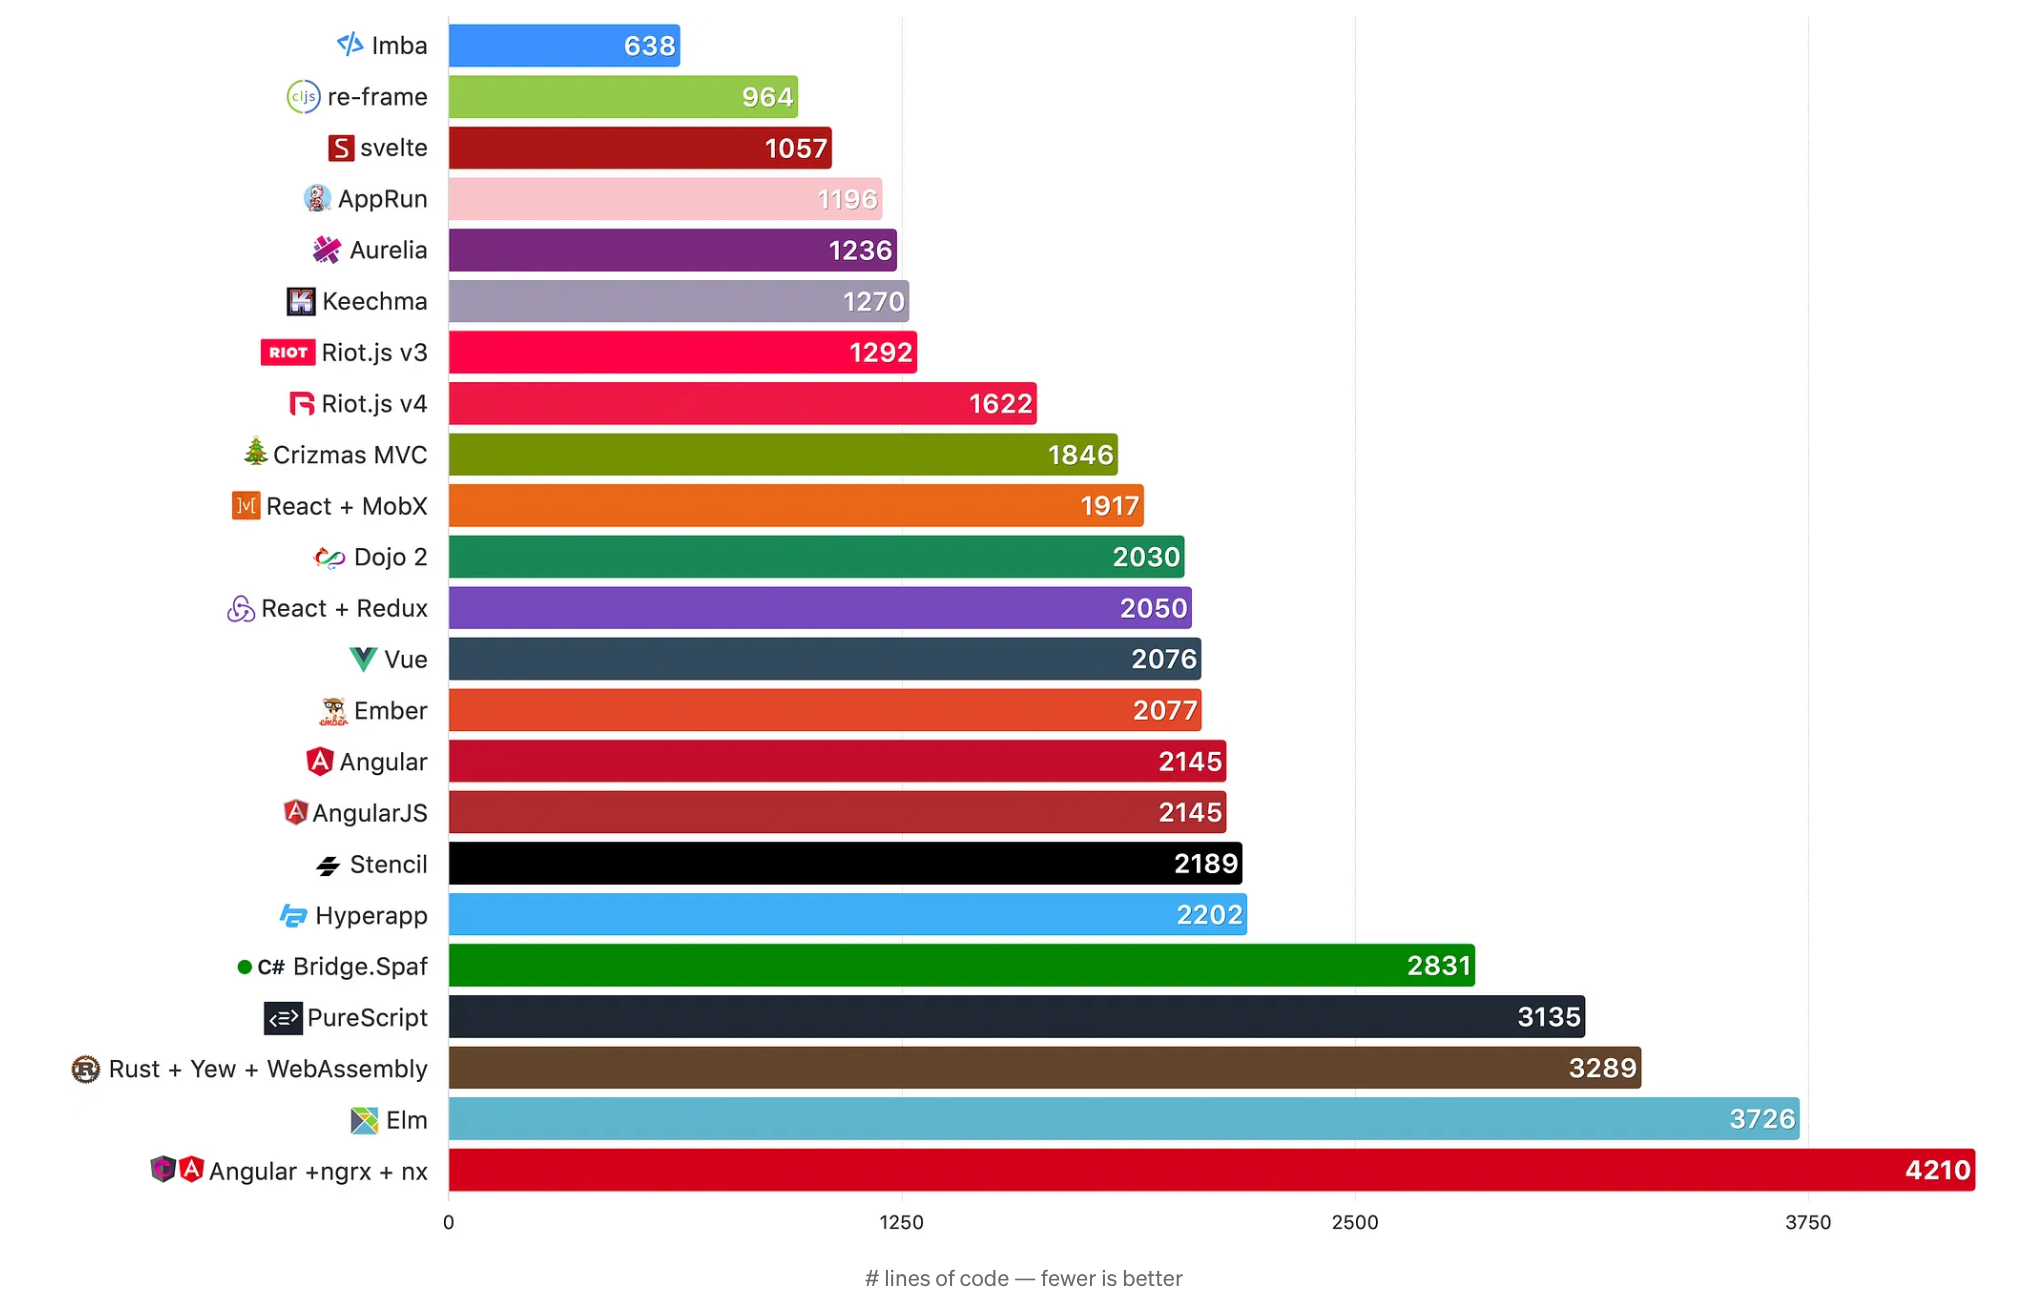 Imba 638
cljs re-frame 964
S svelte 1057
AppRun 1196
Aurelia 1236
K Keechma 1270
RIOT Riot.js v3 1292
Riot.js v4 1622
Crizmas MVC 1846
]v[ React + MobX 1917
Dojo 2 2030
React + Redux 2050
Vue 2076
ember Ember 2077
A Angular 2145
A AngularJS 2145
Stencil 2189
Hyperapp 2202
C# Bridge.Spaf 2831
PureScript 3135
R Rust + Yew + WebAssembly 3289
Elm 3726
C A Angular +ngrx + nx 4210
0 1250 2500 3750
# lines of code — fewer is better